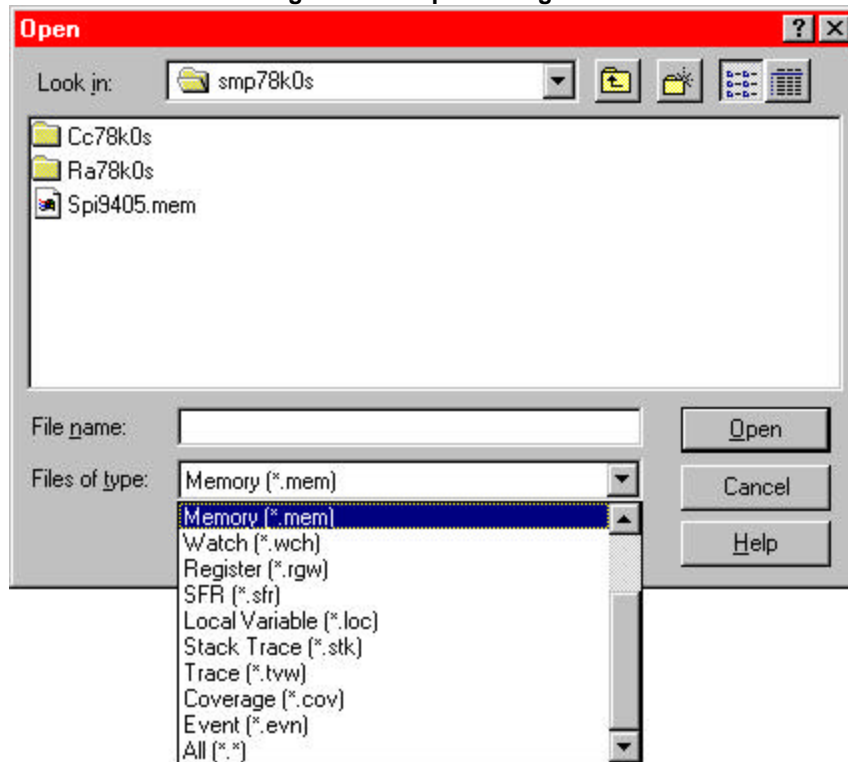 Open
Look in: smp78k0s
Cc78k0s
Ra78k0s
Spi9405.mem
File name:
Open
Files of type: Memory (*.mem)
Cancel
Memory (*.mem)
Watch (*.wch)
Help
Register (*.rgw)
SFR (*.sfr)
Local Variable (*.loc)
Stack Trace (*.stk)
Trace (*.tvw)
Coverage (*.cov)
Event (*.evn)
All (*.*)